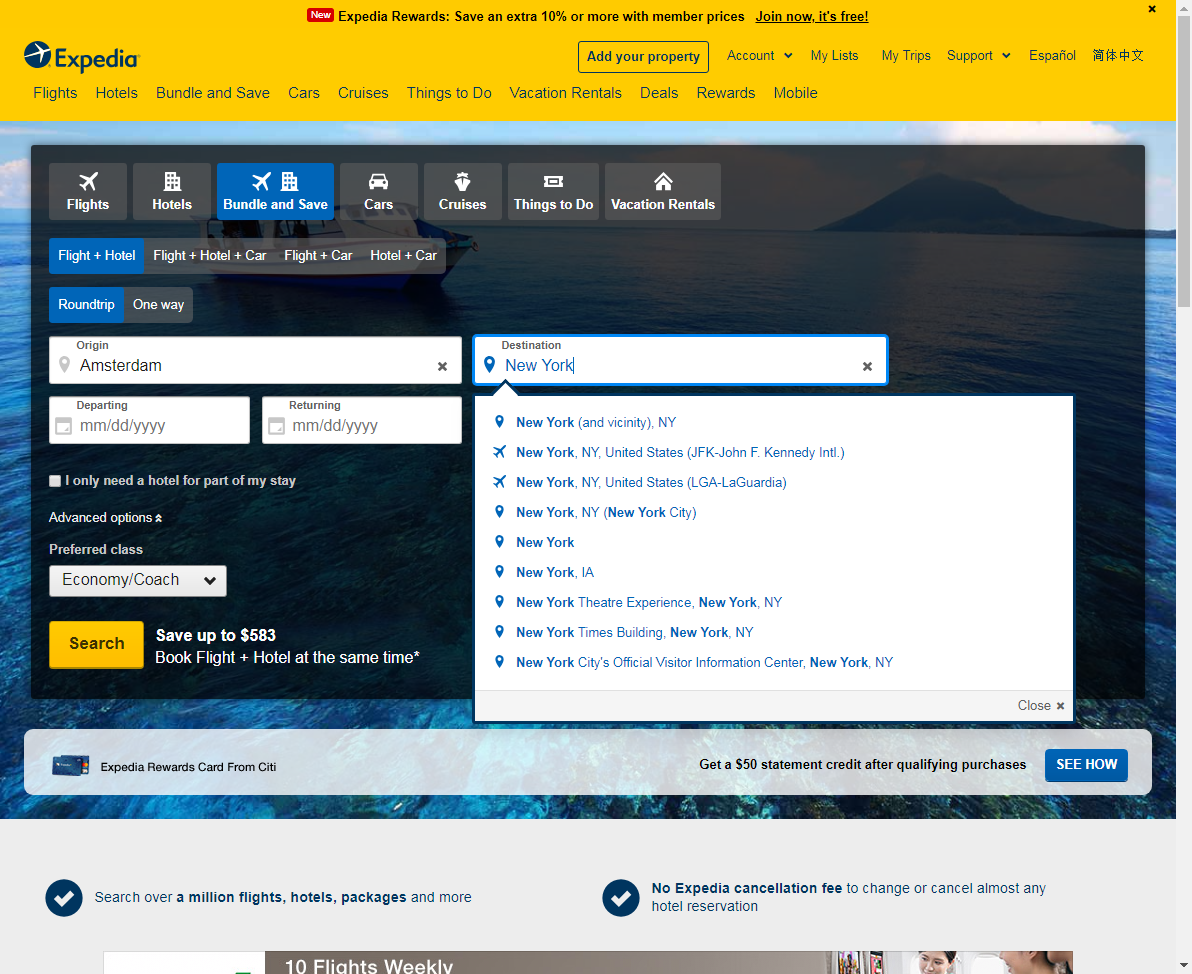 New Expedia Rewards: Save an extra 10% or more with member prices Join now, it's free!
Expedia
Add your property Account My Lists My Trips Support Español 简体中文
Flights Hotels Bundle and Save Cars Cruises Things to Do Vacation Rentals Deals Rewards Mobile
Flights Hotels Bundle and Save Cars Cruises Things to Do Vacation Rentals
Flight + Hotel Flight + Hotel + Car Flight + Car Hotel + Car
Roundtrip One way
Origin
Amsterdam
Destination
New York
Departing
mm/dd/yyyy
Returning
mm/dd/yyyy
New York (and vicinity), NY
New York, NY, United States (JFK-John F. Kennedy Intl.)
New York, NY, United States (LGA-LaGuardia)
New York, NY (New York City)
New York
New York, IA
New York Theatre Experience, New York, NY
New York Times Building, New York, NY
New York City's Official Visitor Information Center, New York, NY
Close
I only need a hotel for part of my stay
Advanced options
Preferred class
Economy/Coach
Search
Save up to $583
Book Flight + Hotel at the same time*
Expedia Rewards Card From Citi
Get a $50 statement credit after qualifying purchases
SEE HOW
Search over a million flights, hotels, packages and more
No Expedia cancellation fee to change or cancel almost any
hotel reservation
10 Flights Weekly